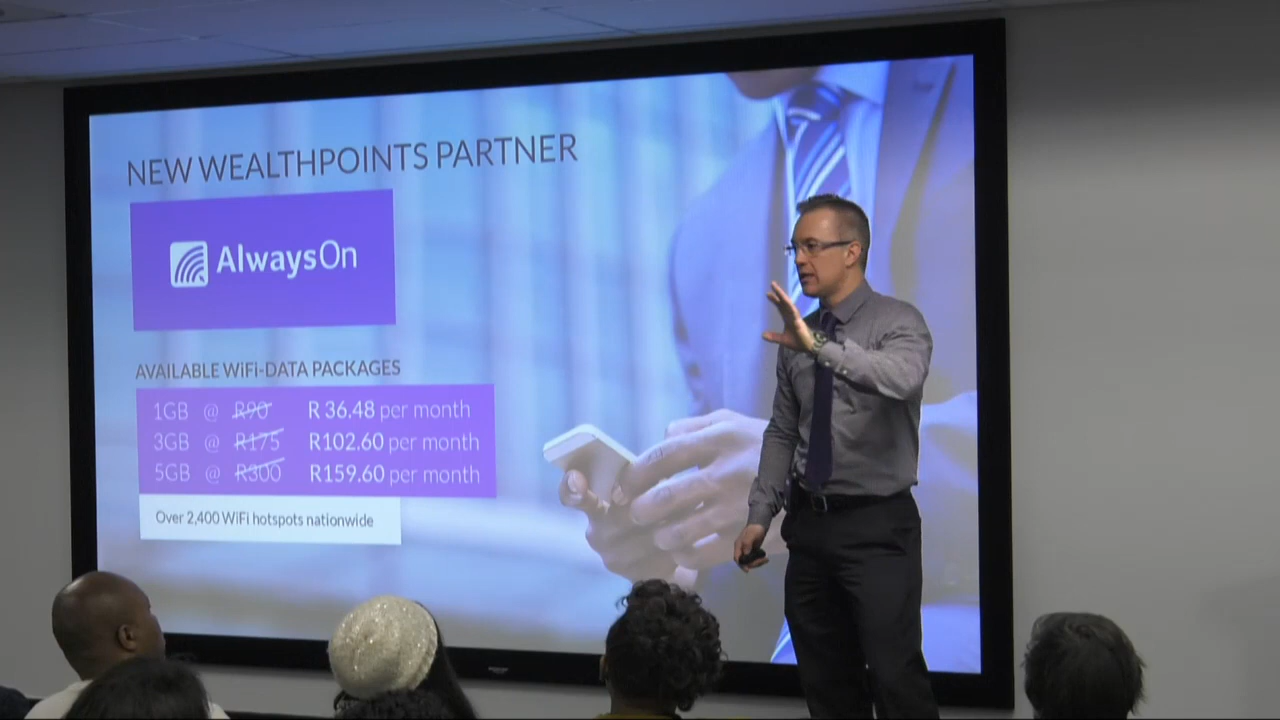 NEW WEALTHPOINTS PARTNER
AlwaysOn
AVAILABLE WiFi-DATA PACKAGES
1GB @ R90 R 36,48 per month
3GB @ R175 R102.60 per month
5GB @ R300 R159.60 per month
Over 2,400 WiFi hotspots nationwide